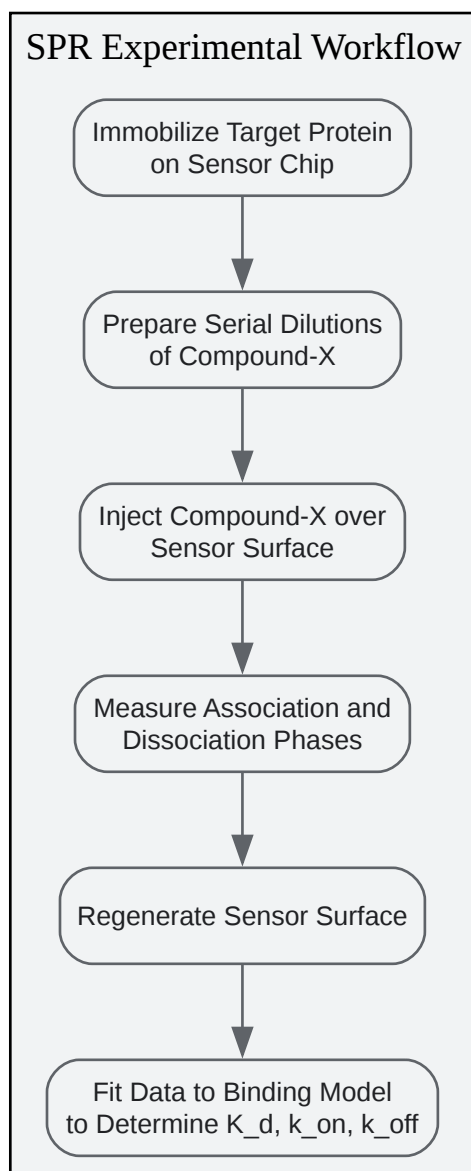 SPR Experimental Workflow
Immobilize Target Protein
on Sensor Chip
Prepare Serial Dilutions
of Compound-X
Inject Compound-X over
Sensor Surface
Measure Association and
Dissociation Phases
Regenerate Sensor Surface
Fit Data to Binding Model
to Determine K_d, k_on, k_off